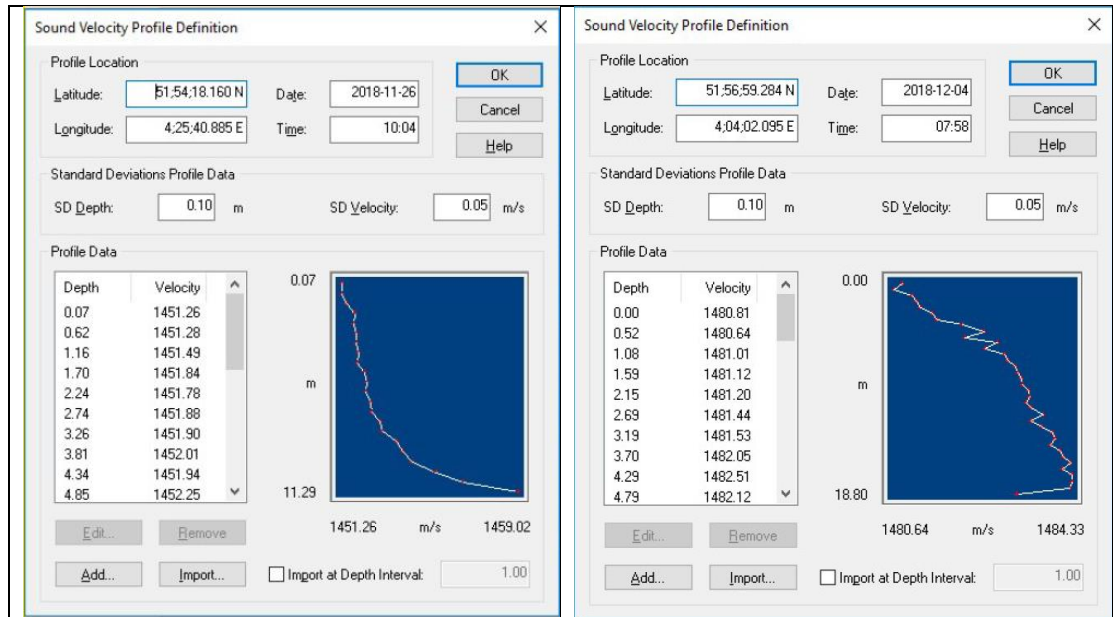 Sound Velocity Profile Definition
Profile Location
OK
Latitude: 51;54;18.160 N Date: 2018-11-26
Cancel
Longitude: 4;25;40.885 E Time: 10:04
Help
Standard Deviations Profile Data
SD Depth: 0.10 m SD Velocity: 0.05 m/s
Profile Data
Depth Velocity
0.07 1451.26
0.62 1451.28
1.16 1451.49
1.70 1451.84
2.24 1451.78
2.74 1451.88
3.26 1451.90
3.81 1452.01
4.34 1451.94
4.85 1452.25
0.07
m
11.29
1451.26 m/s 1459.02
Edit... Remove
Add... Import... Import at Depth Interval: 1.00
Sound Velocity Profile Definition
Profile Location
OK
Latitude: 51;56;59.284 N Date: 2018-12-04
Cancel
Longitude: 4;04;02.095 E Time: 07:58
Help
Standard Deviations Profile Data
SD Depth: 0.10 m SD Velocity: 0.05 m/s
Profile Data
Depth Velocity
0.00 1480.81
0.52 1480.64
1.08 1481.01
1.59 1481.12
2.15 1481.20
2.69 1481.44
3.19 1481.53
3.70 1482.05
4.29 1482.51
4.79 1482.12
0.00
m
18.80
1480.64 m/s 1484.33
Edit... Remove
Add... Import... Import at Depth Interval: 1.00